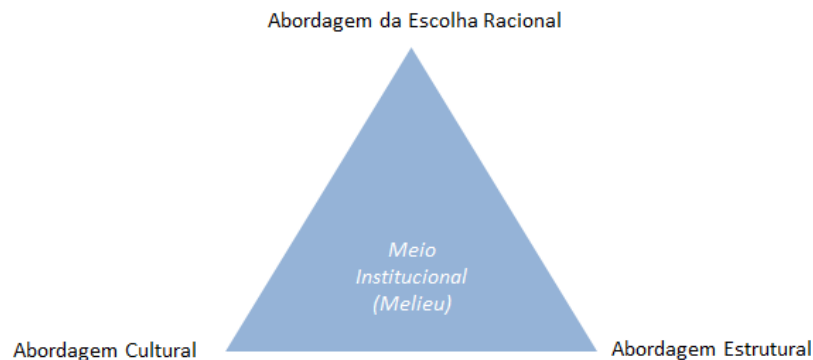 Abordagem da Escolha Racional
Meio
Institucional
(Melieu)
Abordagem Cultural
Abordagem Estrutural